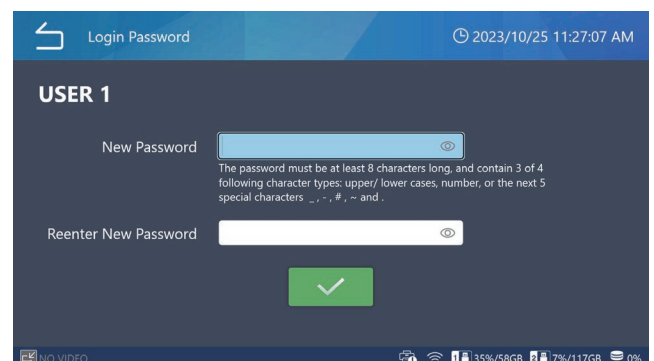 Login Password
2023/10/25 11:27:07 AM
USER 1
New Password
The password must be at least 8 characters long, and contain 3 of 4
following character types: upper/ lower cases, number, or the next 5
special characters _ , - , # , ~ and .
Reenter New Password
NO VIDEO
1 35%/58GB 2 7%/117GB 0%